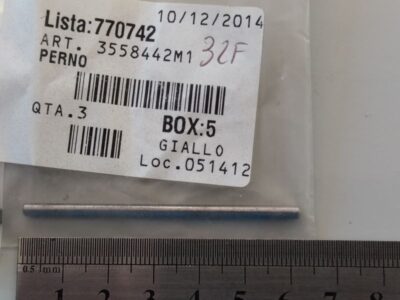 Lista:770742 10/12/2014
ART. 3558442M1 32F
PERNO
QTA.3 BOX:5
GIALLO
Loc.051412
0.5 mm
1 2 3 4 5 6 7 8